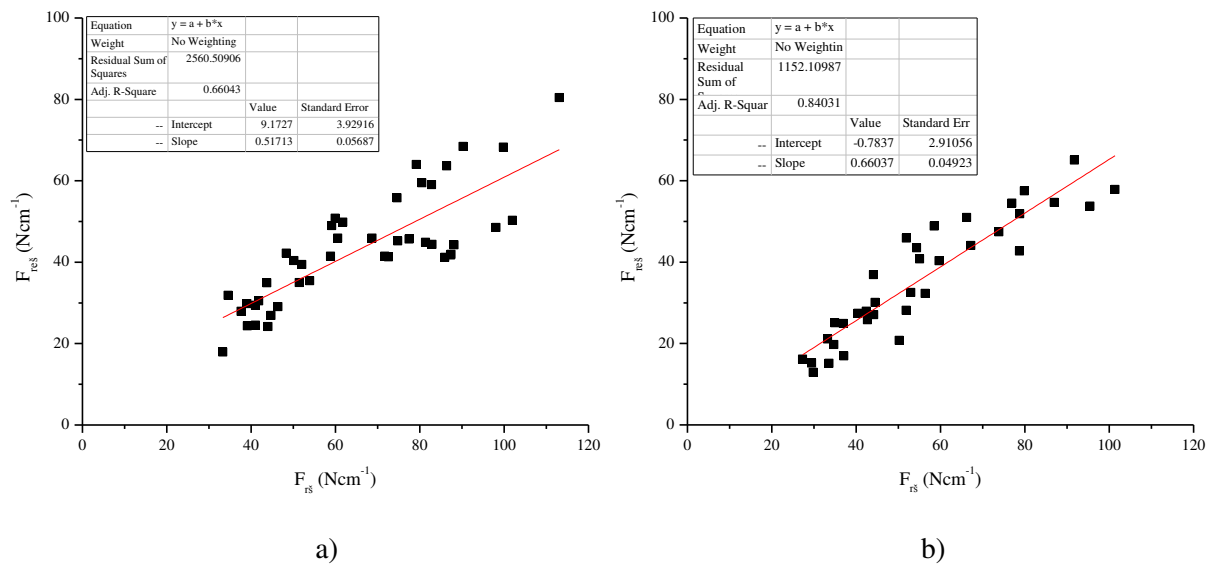 Equation y = a + b*x
Weight No Weighting
Residual Sum of 2560.50906
Squares
Adj. R-Square 0.66043
Value Standard Error
-- Intercept 9.1727 3.92916
-- Slope 0.51713 0.05687
100
80
60
40
20
0
0 20 40 60 80 100 120
F_reš (Ncm⁻¹)
F_rš (Ncm⁻¹)
a)
Equation y = a + b*x
Weight No Weightin
Residual 1152.10987
Sum of
Adj. R-Squar 0.84031
Value Standard Err
-- Intercept -0.7837 2.91056
-- Slope 0.66037 0.04923
100
80
60
40
20
0
0 20 40 60 80 100 120
F_reš (Ncm⁻¹)
F_rš (Ncm⁻¹)
b)